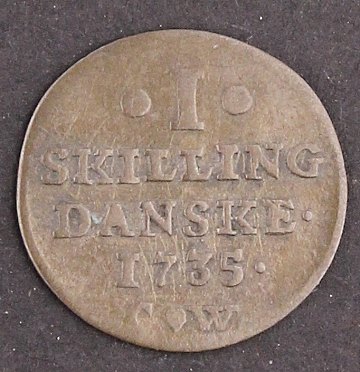 · I ·
SKILLING
DANSKE·
1735·
C♥W